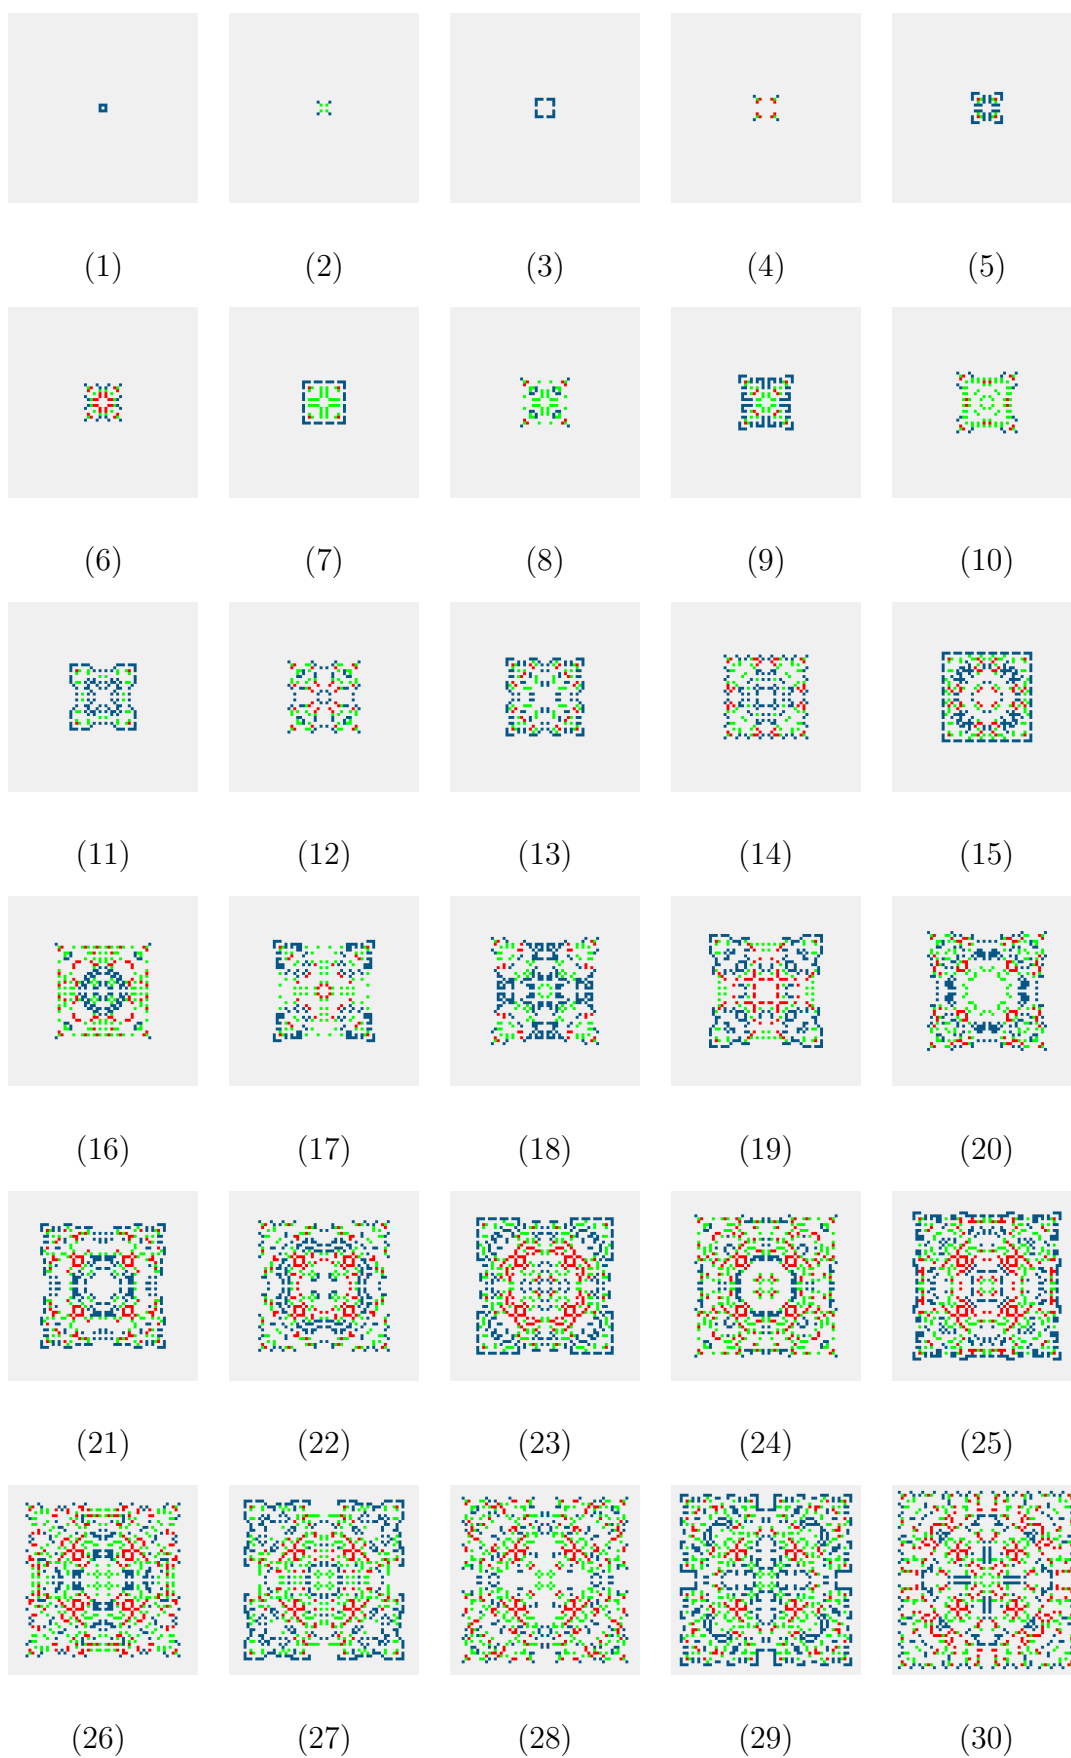 (1) (2) (3) (4) (5)
(6) (7) (8) (9) (10)
(11) (12) (13) (14) (15)
(16) (17) (18) (19) (20)
(21) (22) (23) (24) (25)
(26) (27) (28) (29) (30)